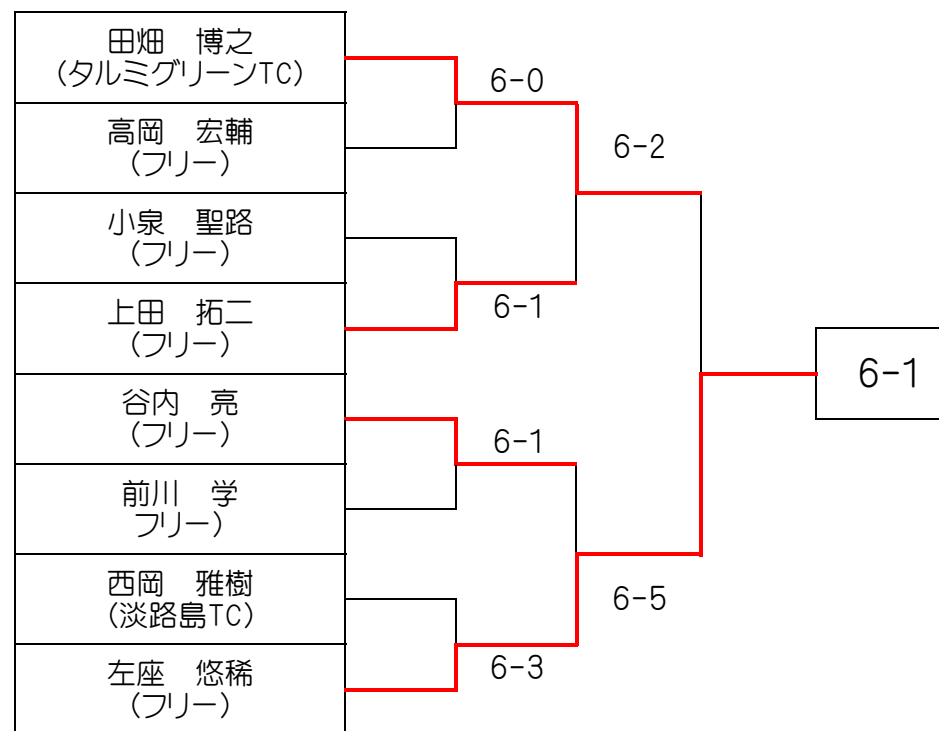 田畑　博之
(タルミグリーンTC)
高岡　宏輔
(フリー)
小泉　聖路
(フリー)
上田　拓二
(フリー)
谷内　亮
(フリー)
前川　学
フリー)
西岡　雅樹
(淡路島TC)
左座　悠稀
(フリー)
6-0
6-1
6-1
6-3
6-2
6-5
6-1